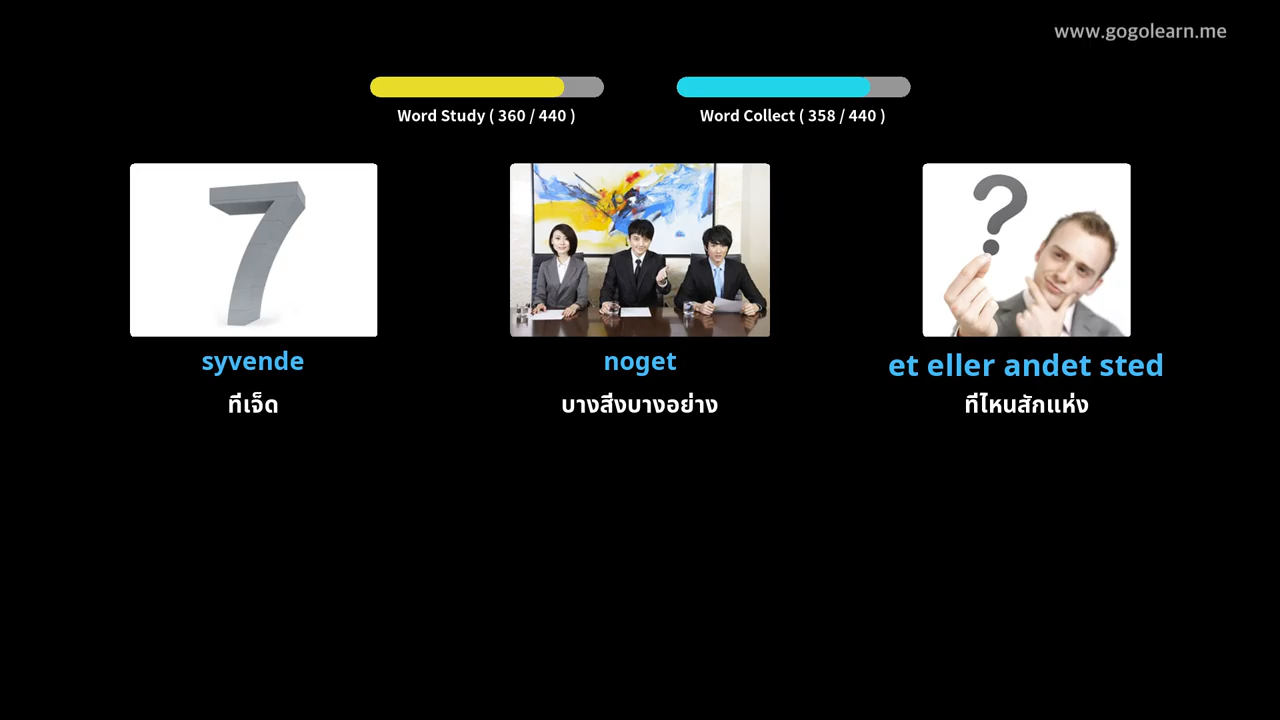 www.gogolearn.me
Word Study ( 360 / 440 )
Word Collect ( 358 / 440 )
7
?
syvende
noget
et eller andet sted
ที่เจ็ด
บางสิ่งบางอย่าง
ที่ไหนสักแห่ง